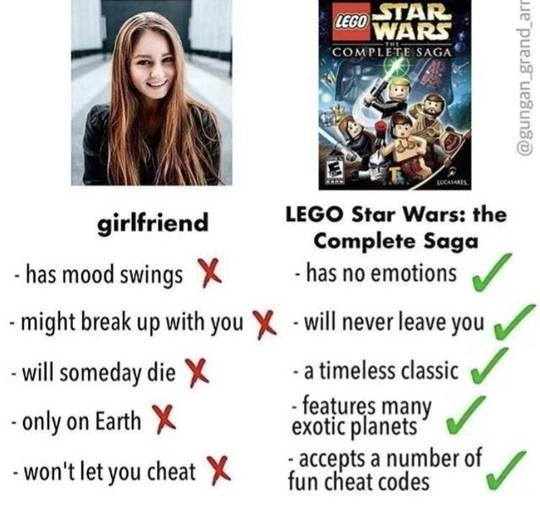 LEGO STAR
WARS
THE
COMPLETE SAGA
E
LUCASARTS
@gungan_grand_arm
girlfriend
- has mood swings
- might break up with you
- will someday die
- only on Earth
- won't let you cheat
LEGO Star Wars: the
Complete Saga
- has no emotions
- will never leave you
- a timeless classic
- features many
exotic planets
- accepts a number of
fun cheat codes